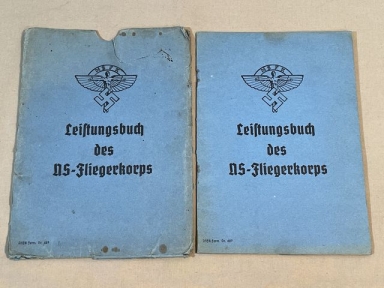 Leistungsbuch
des
NS-Fliegerkorps
Leistungsbuch
des
NS-Fliegerkorps